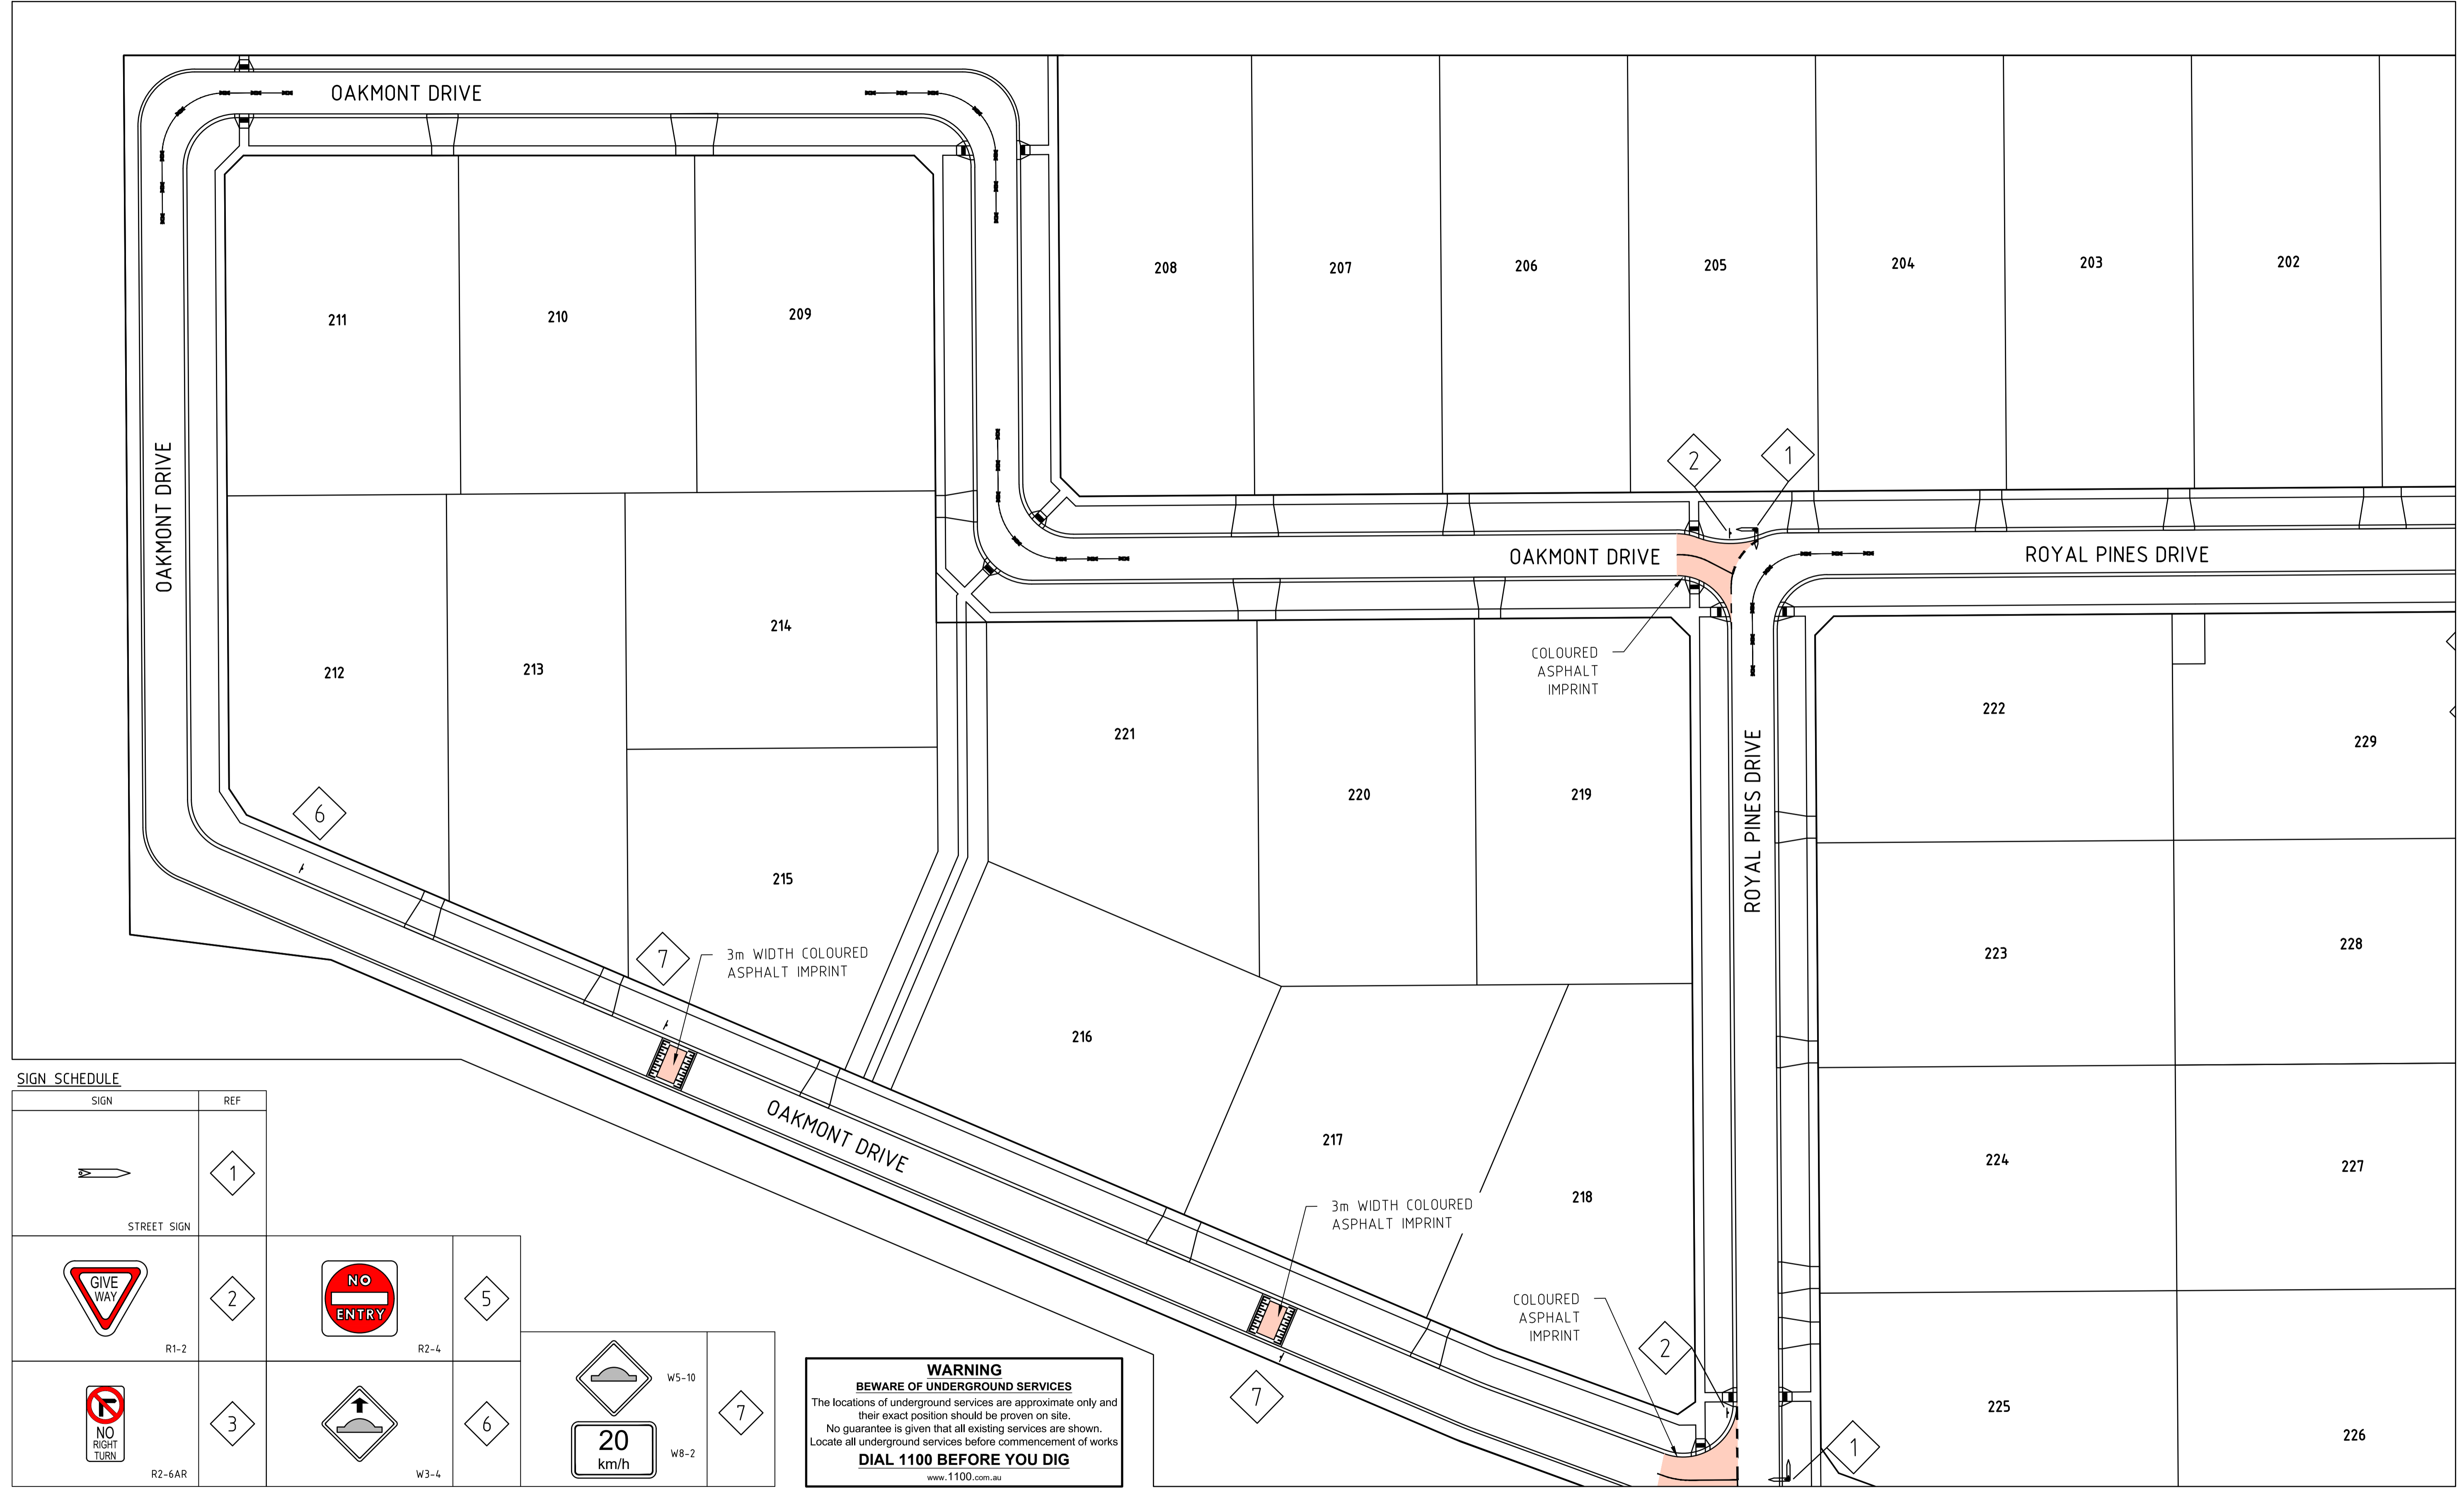 OAKMONT DRIVE
208
207
206
205
204
203
202
211
210
209
OAKMONT DRIVE
2
1
OAKMONT DRIVE
ROYAL PINES DRIVE
214
212
213
COLOURED
ASPHALT
IMPRINT
222
221
229
220
219
ROYAL PINES DRIVE
6
215
7
3m WIDTH COLOURED
ASPHALT IMPRINT
223
228
216
OAKMONT DRIVE
217
224
227
218
3m WIDTH COLOURED
ASPHALT IMPRINT
COLOURED
ASPHALT
IMPRINT
2
7
225
226
1
SIGN SCHEDULE
SIGN
REF
STREET SIGN
1
GIVE
WAY
R1-2
2
NO
ENTRY
R2-4
5
NO
RIGHT
TURN
R2-6AR
3
W3-4
6
W5-10
20
km/h
W8-2
7
WARNING
BEWARE OF UNDERGROUND SERVICES
The locations of underground services are approximate only and
their exact position should be proven on site.
No guarantee is given that all existing services are shown.
Locate all underground services before commencement of works
DIAL 1100 BEFORE YOU DIG
www.1100.com.au